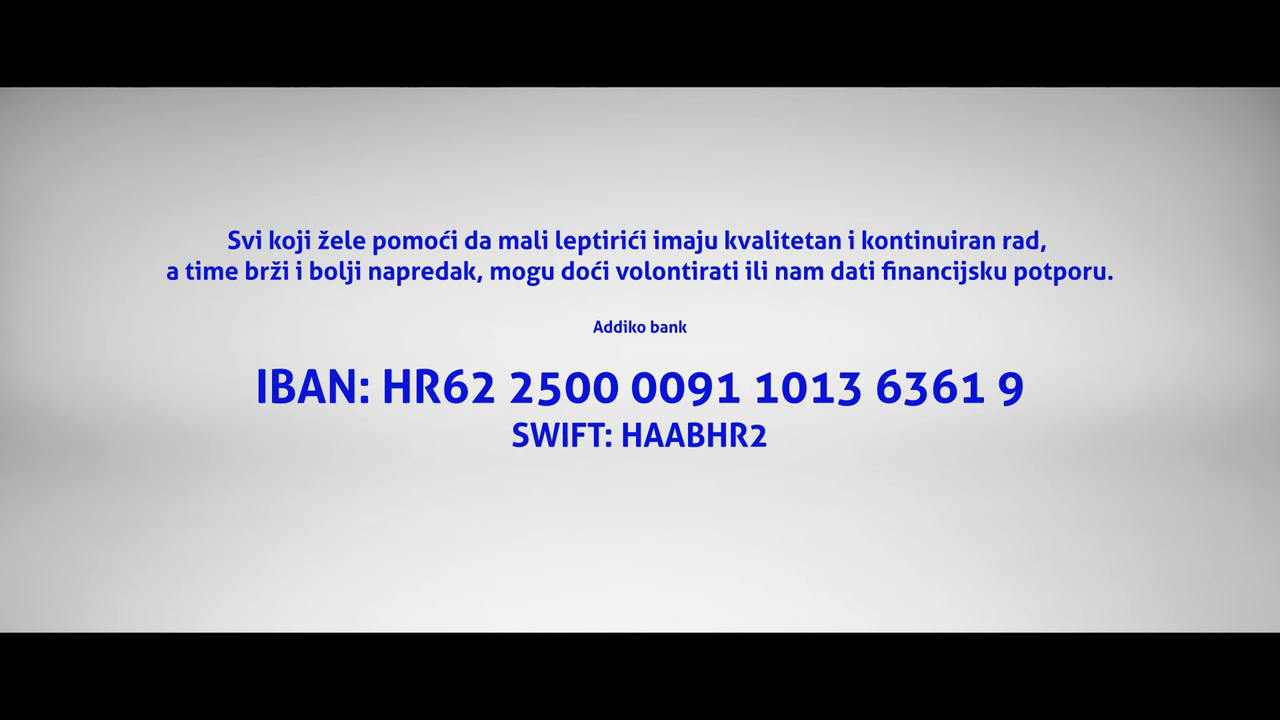 Svi koji žele pomoći da mali leptirići imaju kvalitetan i kontinuiran rad,
a time brži i bolji napredak, mogu doći volontirati ili nam dati financijsku potporu.
Addiko bank
IBAN: HR62 2500 0091 1013 6361 9
SWIFT: HAABHR2